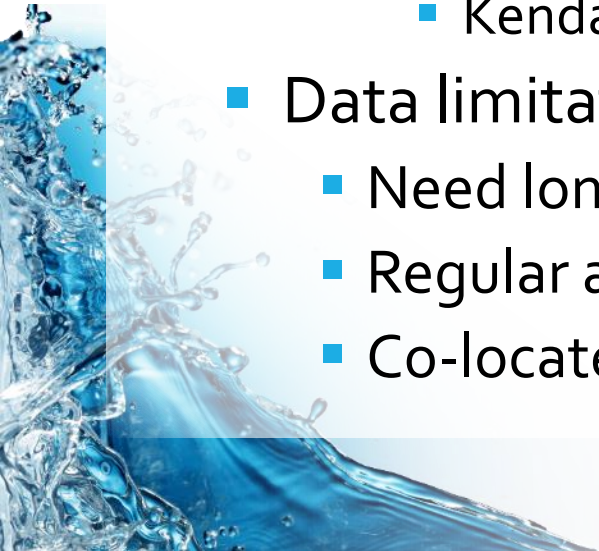 Kenda
Data limita
Need lon
Regular a
Co-locate